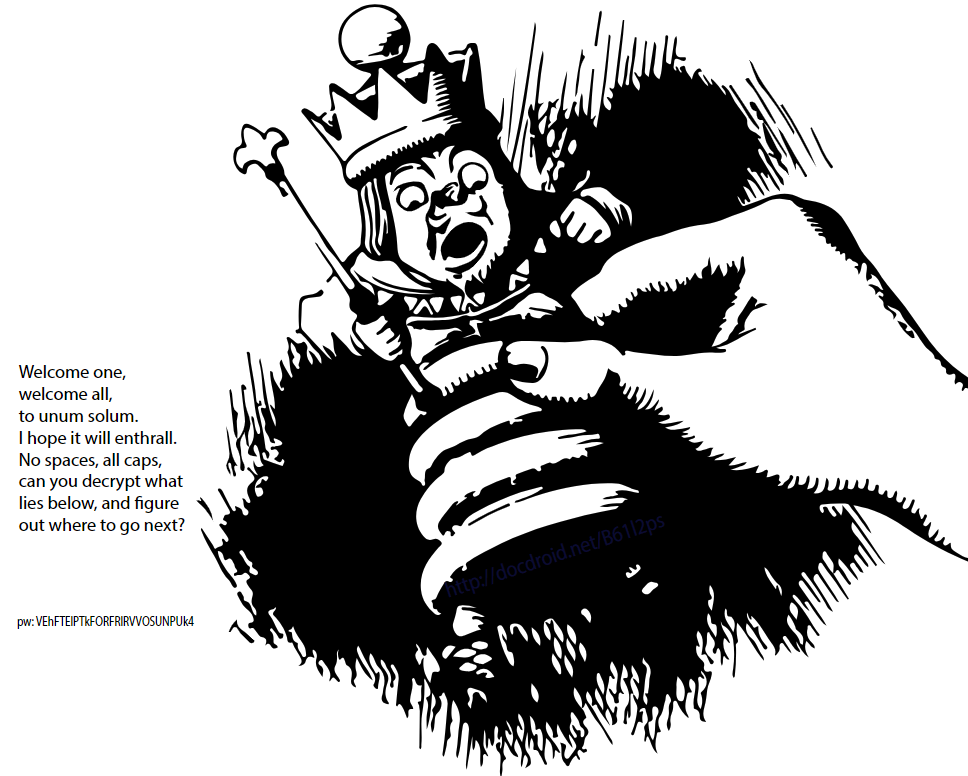 Welcome one,
welcome all,
to unum solum.
I hope it will enthrall.
No spaces, all caps,
can you decrypt what
lies below, and figure
out where to go next?
http://docdroid.net/B61l2ps
pw: VEhFTElPTkFORFRIRVVOSUNPUk4